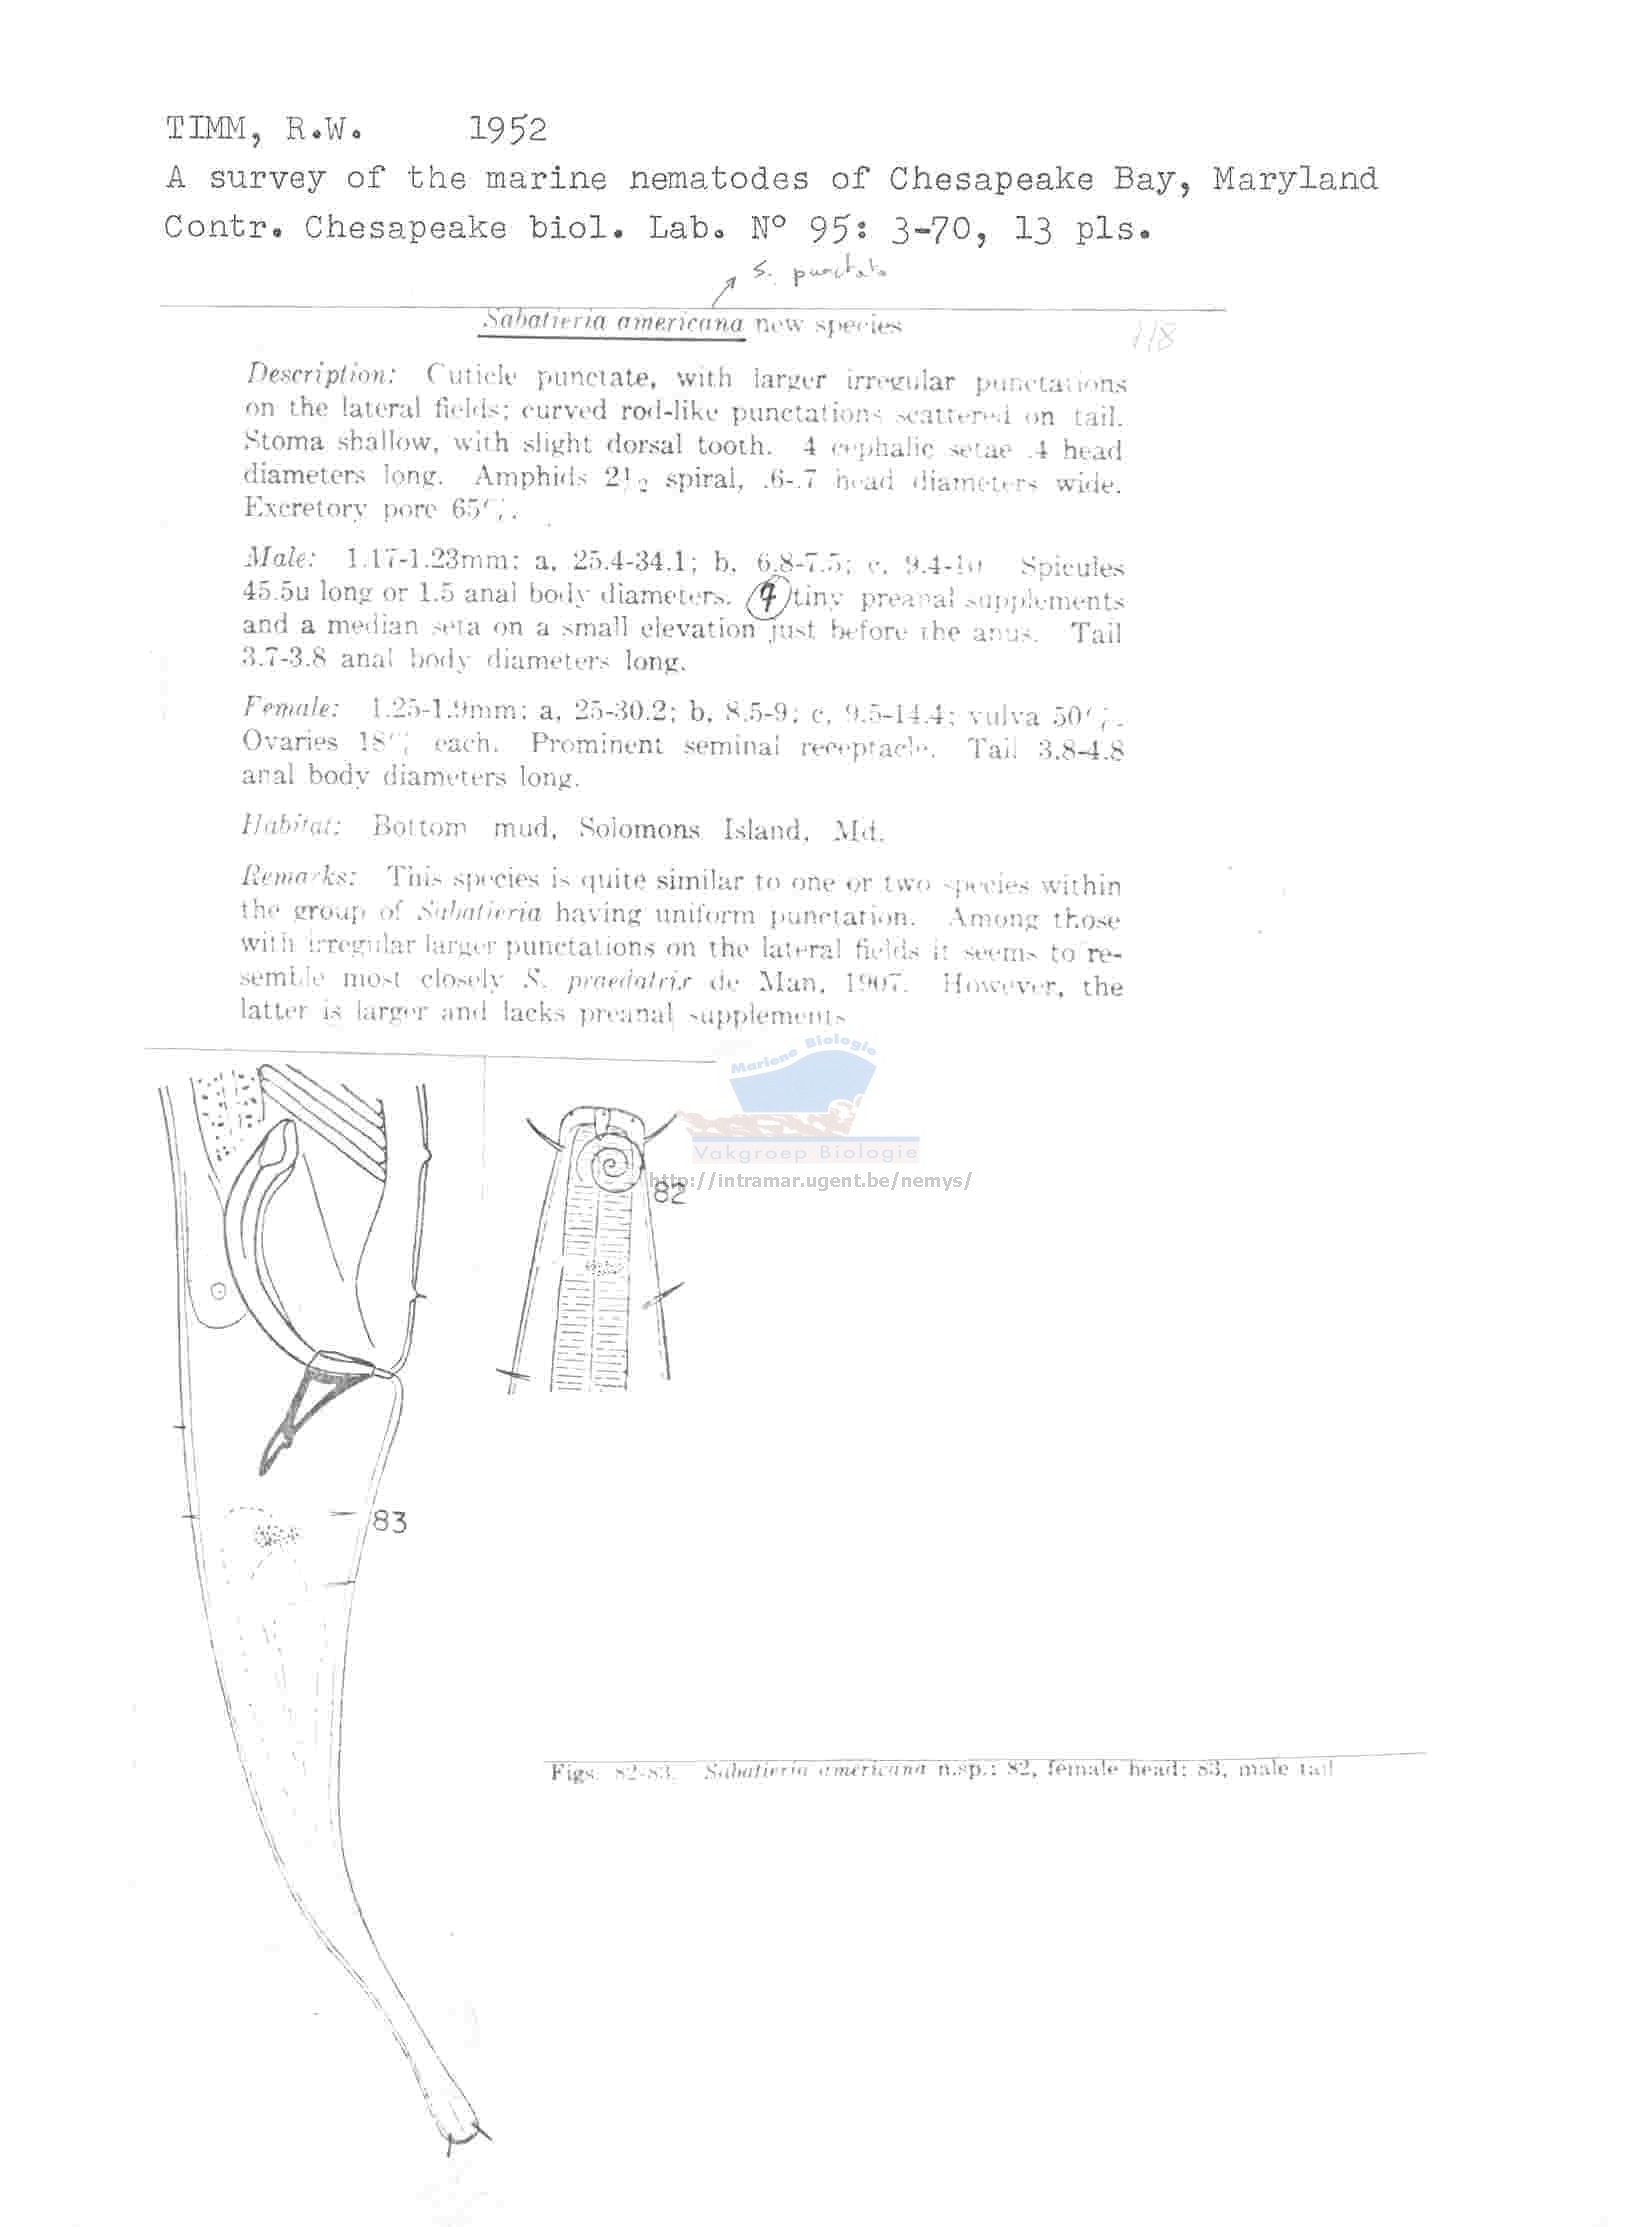 TIMM, R.W. 1952
A survey of the marine nematodes of Chesapeake Bay, Maryland
Contr. Chesapeake biol. Lab. Nº 95: 3-70, 13 pls.
S. punctata
Sabatieria americana new species
118
Description: Cuticle punctate, with larger irregular punctations
on the lateral fields; curved rod-like punctations scattered on tail.
Stoma shallow, with slight dorsal tooth. 4 cephalic setae .4 head
diameters long. Amphids 2½ spiral, .6-.7 head diameters wide.
Excretory pore 65%.
Male: 1.17-1.23mm; a, 25.4-34.1; b, 6.8-7.5; c, 9.4-10 Spicules
45.5u long or 1.5 anal body diameters. tiny preanal supplements
and a median seta on a small elevation just before the anus. Tail
3.7-3.8 anal body diameters long.
Female: 1.25-1.9mm; a, 25-30.2; b, 8.5-9; c, 9.5-14.4; vulva 50%.
Ovaries 18% each. Prominent seminal receptacle. Tail 3.8-4.8
anal body diameters long.
Habitat: Bottom mud, Solomons Island, Md.
Remarks: This species is quite similar to one or two species within
the group of Sabatieria having uniform punctation. Among those
with irregular larger punctations on the lateral fields it seems to re-
semble most closely S. praedatrix de Man, 1907. However, the
latter is larger and lacks preanal supplements
Mariene Biologie
Vakgroep Biologie
http://intramar.ugent.be/nemys/
82
83
Figs. 82-83. Sabatieria americana n.sp.; 82, female head; 83, male tail